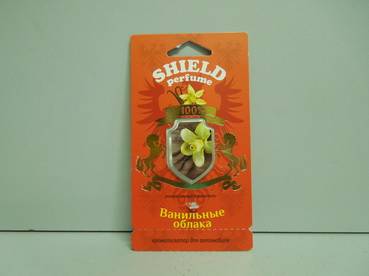 SHIELD
perfume
100%
Ванильные
облака
ароматизатор для автомобиля